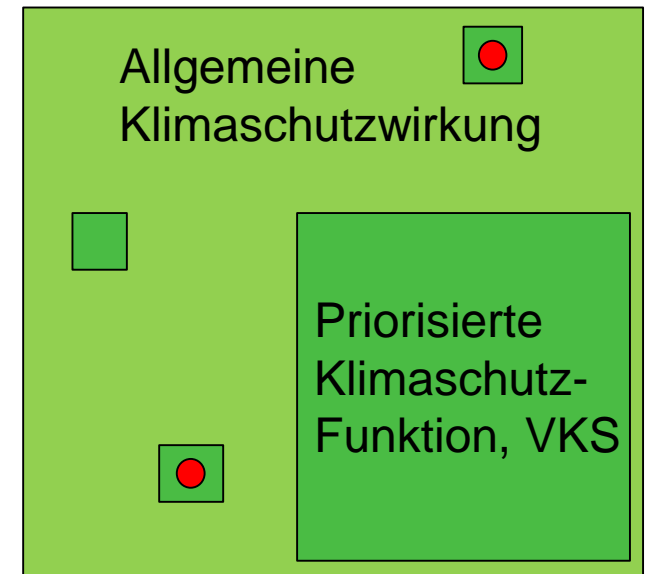 Allgemeine
Klimaschutzwirkung
Priorisierte
Klimaschutz-
Funktion, VKS